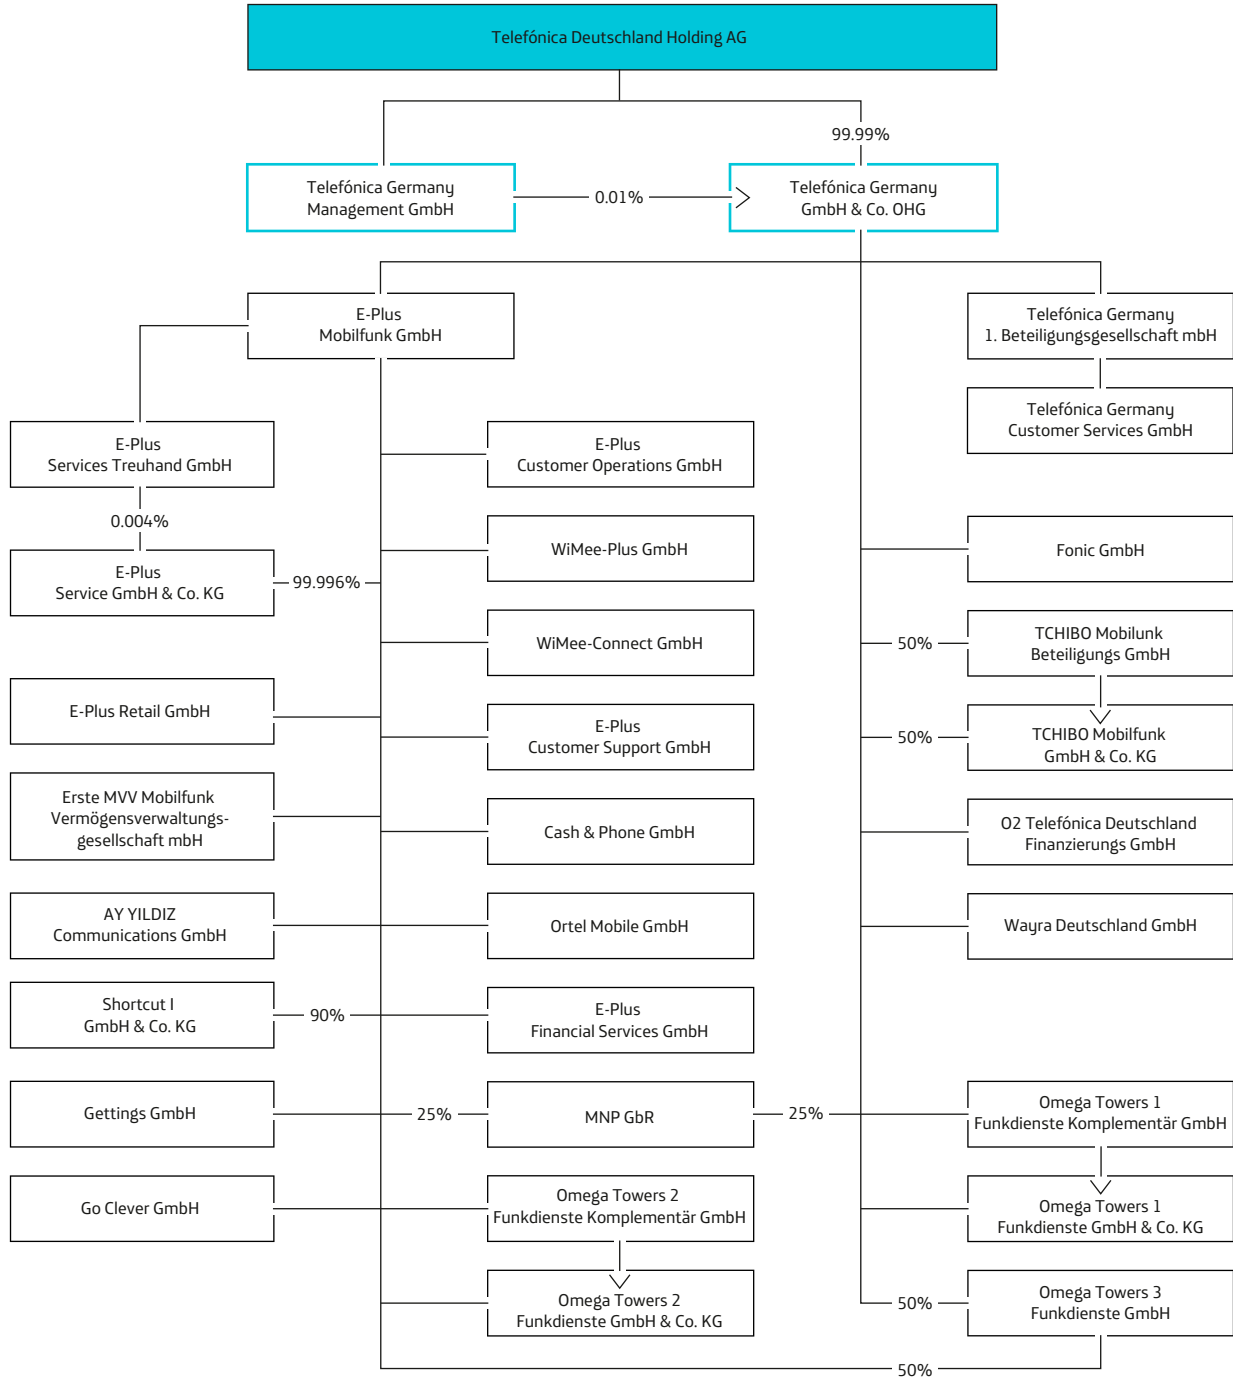 Telefónica Deutschland Holding AG
99.99%
Telefónica Germany
Management GmbH
0.01%
Telefónica Germany
GmbH & Co. OHG
E-Plus
Mobilfunk GmbH
Telefónica Germany
1. Beteiligungsgesellschaft mbH
Telefónica Germany
Customer Services GmbH
E-Plus
Services Treuhand GmbH
E-Plus
Customer Operations GmbH
0.004%
WiMee-Plus GmbH
Fonic GmbH
E-Plus
Service GmbH & Co. KG
99.996%
WiMee-Connect GmbH
50%
TCHIBO Mobilunk
Beteiligungs GmbH
E-Plus Retail GmbH
E-Plus
Customer Support GmbH
50%
TCHIBO Mobilfunk
GmbH & Co. KG
Erste MVV Mobilfunk
Vermögensverwaltungs-
gesellschaft mbH
Cash & Phone GmbH
O2 Telefónica Deutschland
Finanzierungs GmbH
AY YILDIZ
Communications GmbH
Ortel Mobile GmbH
Wayra Deutschland GmbH
Shortcut I
GmbH & Co. KG
90%
E-Plus
Financial Services GmbH
Gettings GmbH
25%
MNP GbR
25%
Omega Towers 1
Funkdienste Komplementär GmbH
Go Clever GmbH
Omega Towers 2
Funkdienste Komplementär GmbH
Omega Towers 1
Funkdienste GmbH & Co. KG
Omega Towers 2
Funkdienste GmbH & Co. KG
50%
Omega Towers 3
Funkdienste GmbH
50%